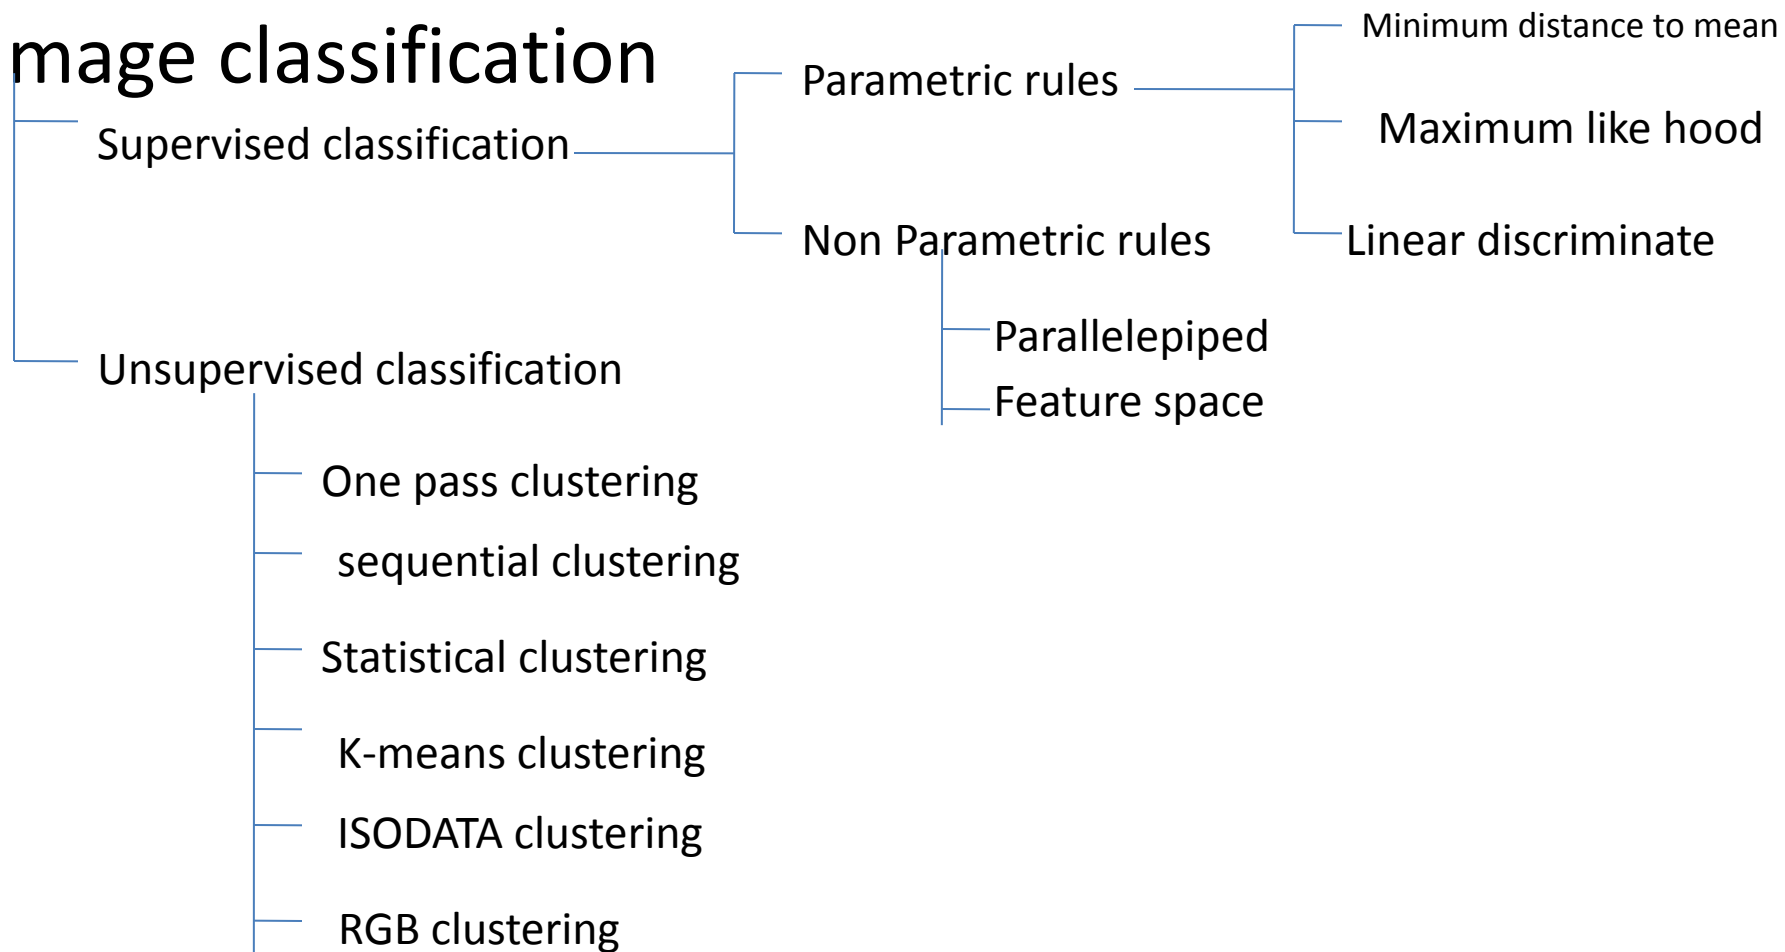 mage classification
Supervised classification
Parametric rules
Minimum distance to mean
Maximum like hood
Linear discriminate
Non Parametric rules
Parallelepiped
Feature space
Unsupervised classification
One pass clustering
sequential clustering
Statistical clustering
K-means clustering
ISODATA clustering
RGB clustering